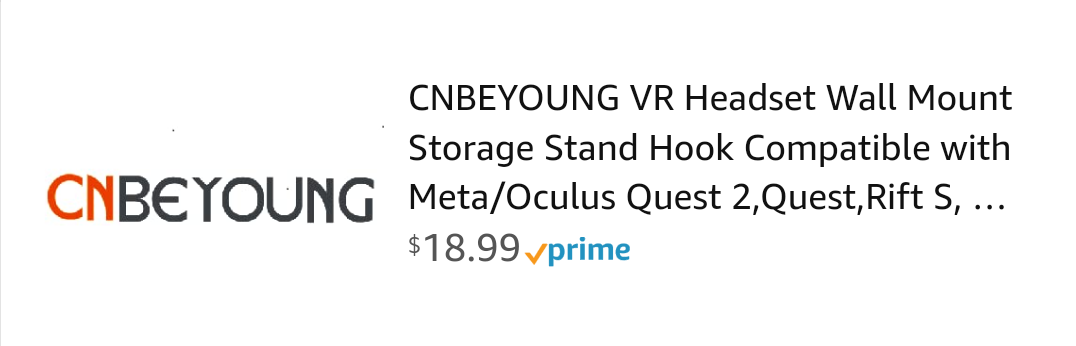 CNBEYOUNG
CNBEYOUNG VR Headset Wall Mount
Storage Stand Hook Compatible with
Meta/Oculus Quest 2,Quest,Rift S, ...
$18.99 prime